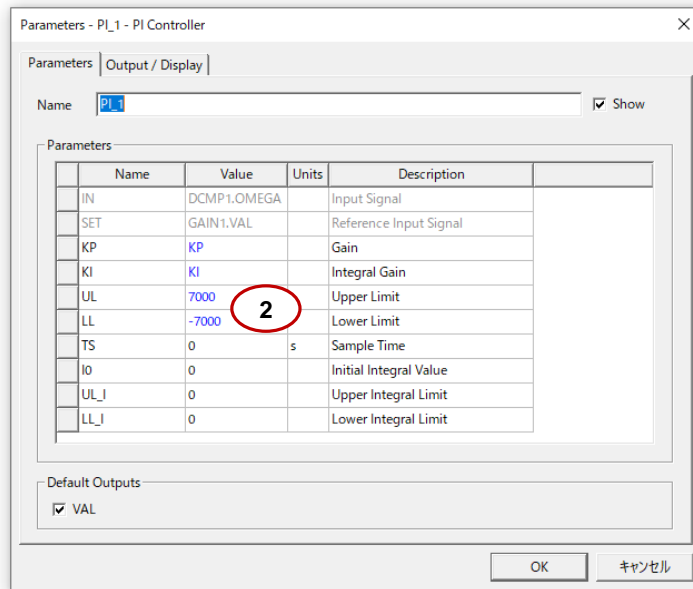 Parameters - PI_1 - PI Controller
Parameters Output / Display
Name PI_1 Show
Parameters
Name Value Units Description
IN DCMP1.OMEGA Input Signal
SET GAIN1.VAL Reference Input Signal
KP KP Gain
KI KI Integral Gain
UL 7000 Upper Limit
2
LL -7000 Lower Limit
TS 0 s Sample Time
I0 0 Initial Integral Value
UL_I 0 Upper Integral Limit
LL_I 0 Lower Integral Limit
Default Outputs
VAL
OK キャンセル